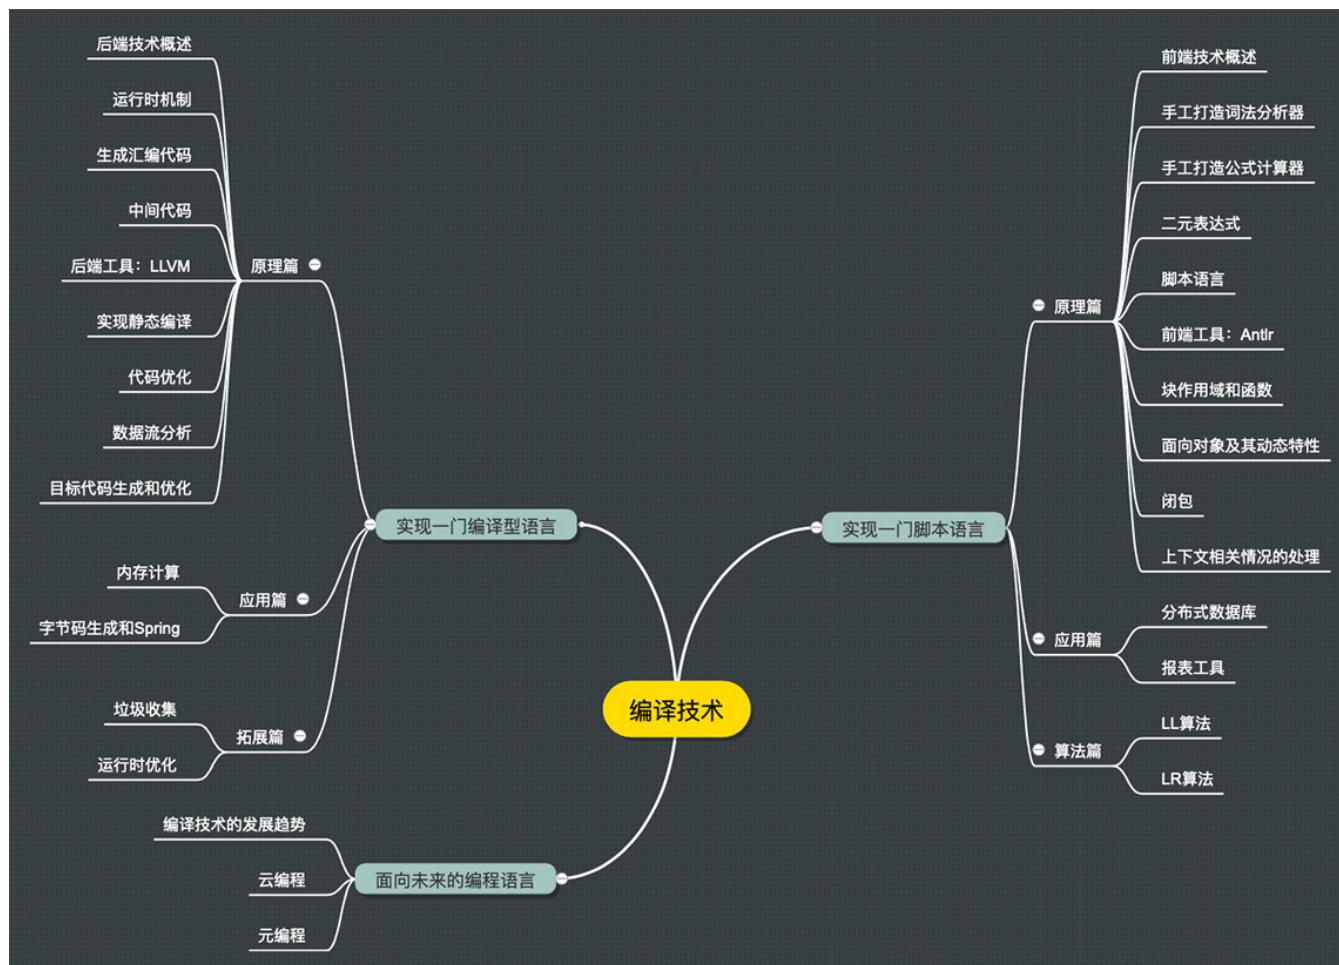 编译技术
实现一门脚本语言
原理篇
前端技术概述
手工打造词法分析器
手工打造公式计算器
二元表达式
脚本语言
前端工具：Antlr
块作用域和函数
面向对象及其动态特性
闭包
上下文相关情况的处理
应用篇
分布式数据库
报表工具
算法篇
LL算法
LR算法
实现一门编译型语言
原理篇
后端技术概述
运行时机制
生成汇编代码
中间代码
后端工具：LLVM
实现静态编译
代码优化
数据流分析
目标代码生成和优化
应用篇
内存计算
字节码生成和Spring
拓展篇
垃圾收集
运行时优化
面向未来的编程语言
编译技术的发展趋势
云编程
元编程